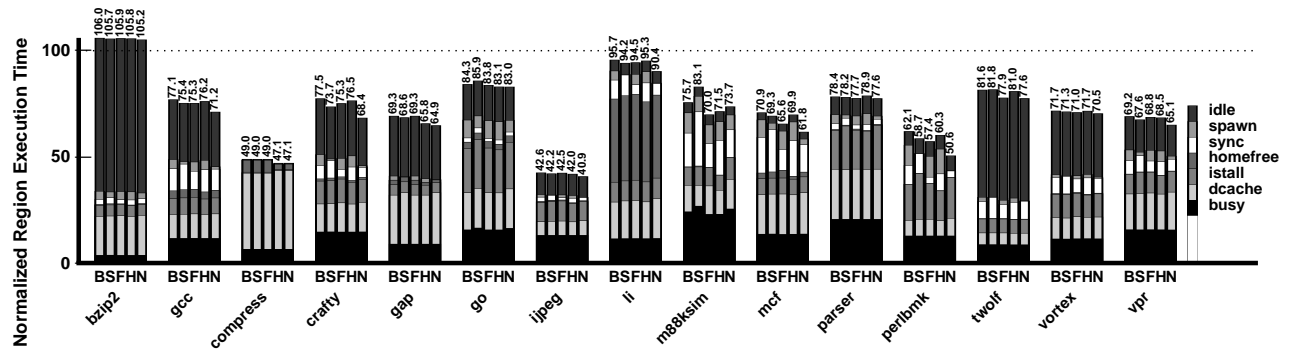 Normalized Region Execution Time
100
50
0
106.0 105.7 105.9 105.8 105.2
77.1 75.4 75.3 76.2 71.2
49.0 49.0 49.0 47.1 47.1
77.5 73.7 75.3 76.5 68.4
69.3 68.6 69.3 65.8 64.9
84.3 85.9 83.8 83.1 83.0
42.6 42.2 42.5 42.0 40.9
95.7 94.2 94.5 95.3 90.4
75.7 83.1 70.0 71.5 73.7
70.9 69.3 65.6 69.9 61.8
78.4 78.2 77.7 78.9 77.6
62.1 58.7 57.4 60.3 50.6
81.6 81.8 77.9 81.0 77.6
71.7 71.3 71.0 71.7 70.5
69.2 67.6 68.8 68.5 65.1
idle
spawn
sync
homefree
istall
dcache
busy
BSFHN BSFHN BSFHN BSFHN BSFHN BSFHN BSFHN BSFHN BSFHN BSFHN BSFHN BSFHN BSFHN BSFHN BSFHN
bzip2 gcc compress crafty gap go ijpeg li m88ksim mcf parser perlbmk twolf vortex vpr